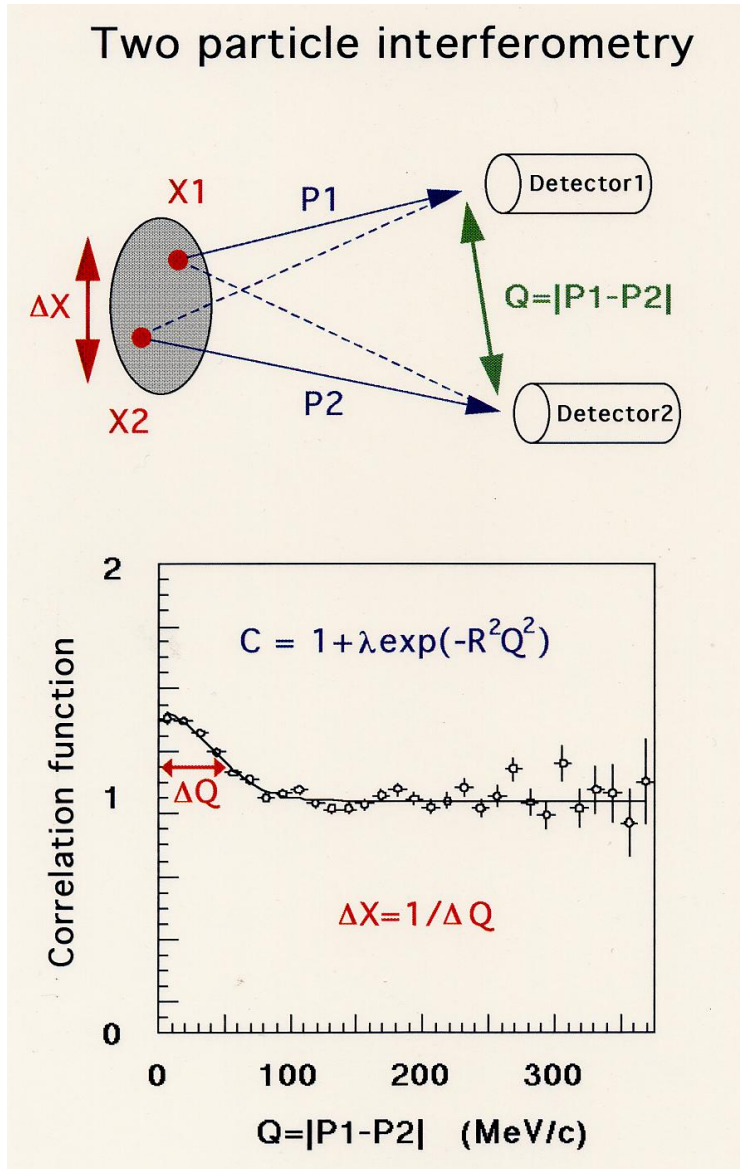 Two particle interferometry
X1
P1
Detector1
ΔX
Q=|P1-P2|
P2
X2
Detector2
2
C = 1+λexp(-R²Q²)
Correlation function
1
ΔQ
ΔX=1/ΔQ
0
0 100 200 300
Q=|P1-P2| (MeV/c)